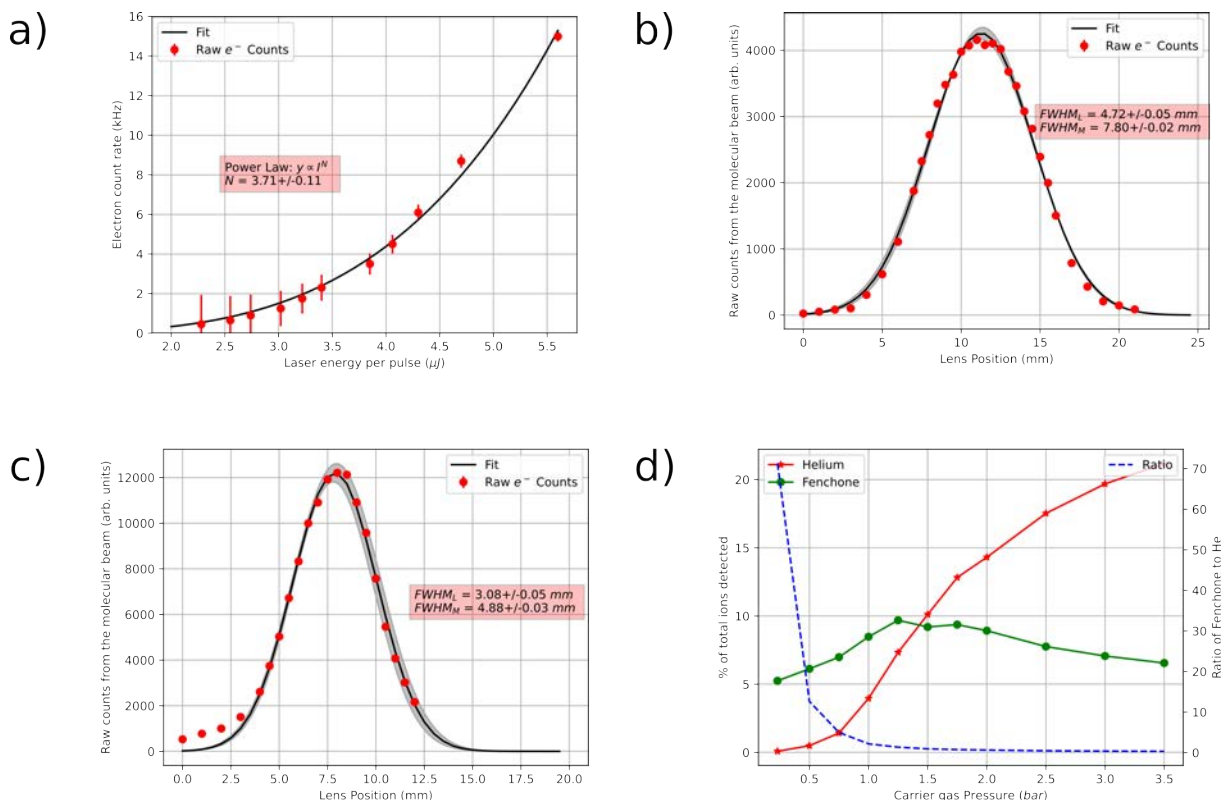 a)
16
14
12
10
8
6
4
2
0
Electron count rate (kHz)
Fit
Raw e⁻ Counts
Power Law: y ∝ I^N
N = 3.71+/-0.11
2.0 2.5 3.0 3.5 4.0 4.5 5.0 5.5
Laser energy per pulse (μJ)
b)
4000
3000
2000
1000
0
Raw counts from the molecular beam (arb. units)
Fit
Raw e⁻ Counts
FWHM_L = 4.72+/-0.05 mm
FWHM_M = 7.80+/-0.02 mm
0 5 10 15 20 25
Lens Position (mm)
c)
12000
10000
8000
6000
4000
2000
0
Raw counts from the molecular beam (arb. units)
Fit
Raw e⁻ Counts
FWHM_L = 3.08+/-0.05 mm
FWHM_M = 4.88+/-0.03 mm
0.0 2.5 5.0 7.5 10.0 12.5 15.0 17.5 20.0
Lens Position (mm)
d)
20
15
10
5
0
% of total ions detected
Helium
Fenchone
Ratio
70
60
50
40
30
20
10
0
Ratio of Fenchone to He
0.5 1.0 1.5 2.0 2.5 3.0 3.5
Carrier gas Pressure (bar)